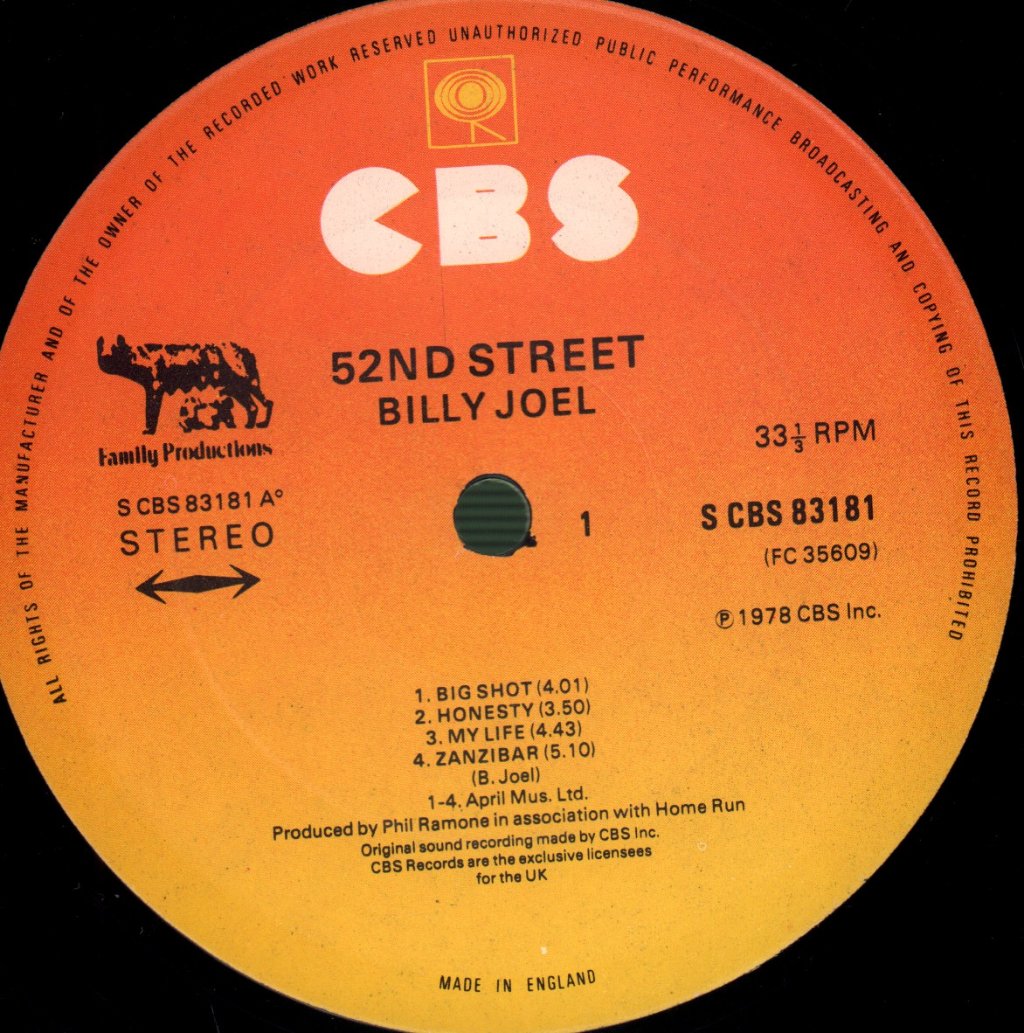 ALL RIGHTS OF THE MANUFACTURER AND OF THE OWNER OF THE RECORDED WORK RESERVED UNAUTHORIZED PUBLIC PERFORMANCE BROADCASTING AND COPYING OF THIS RECORD PROHIBITED
CBS
52ND STREET
BILLY JOEL
Family Productions
33⅓ RPM
S CBS 83181 A°
STEREO
1
S CBS 83181
(FC 35609)
℗ 1978 CBS Inc.
1. BIG SHOT (4.01)
2. HONESTY (3.50)
3. MY LIFE (4.43)
4. ZANZIBAR (5.10)
(B. Joel)
1-4. April Mus. Ltd.
Produced by Phil Ramone in association with Home Run
Original sound recording made by CBS Inc.
CBS Records are the exclusive licensees
for the UK
MADE IN ENGLAND